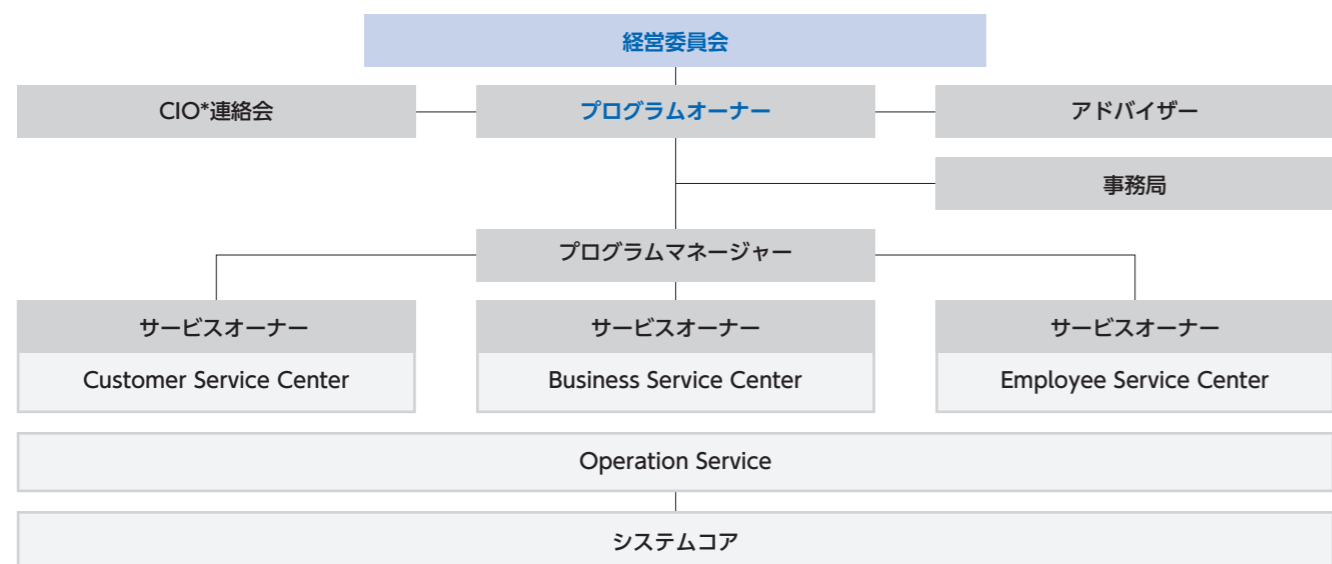 経営委員会
CIO*連絡会
プログラムオーナー
アドバイザー
事務局
プログラムマネージャー
サービスオーナー
サービスオーナー
サービスオーナー
Customer Service Center
Business Service Center
Employee Service Center
Operation Service
システムコア